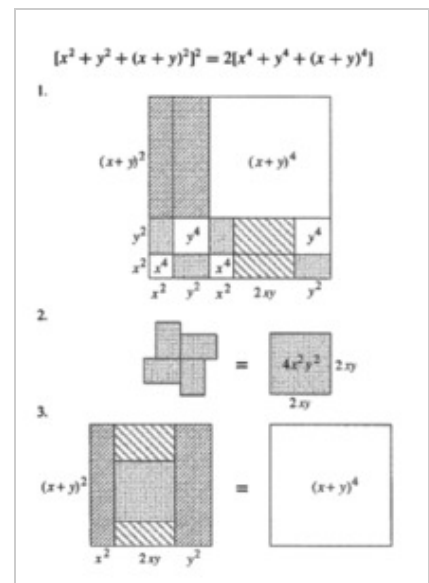 [x² + y² + (x + y)²]² = 2[x⁴ + y⁴ + (x + y)⁴]
1.
(x + y)² (x + y)⁴
y² y⁴ y⁴
x² x⁴ x⁴
x² y² x² 2xy y²
2.
= 4x²y² 2xy
2xy
3.
(x + y)² = (x + y)⁴
x² 2xy y²